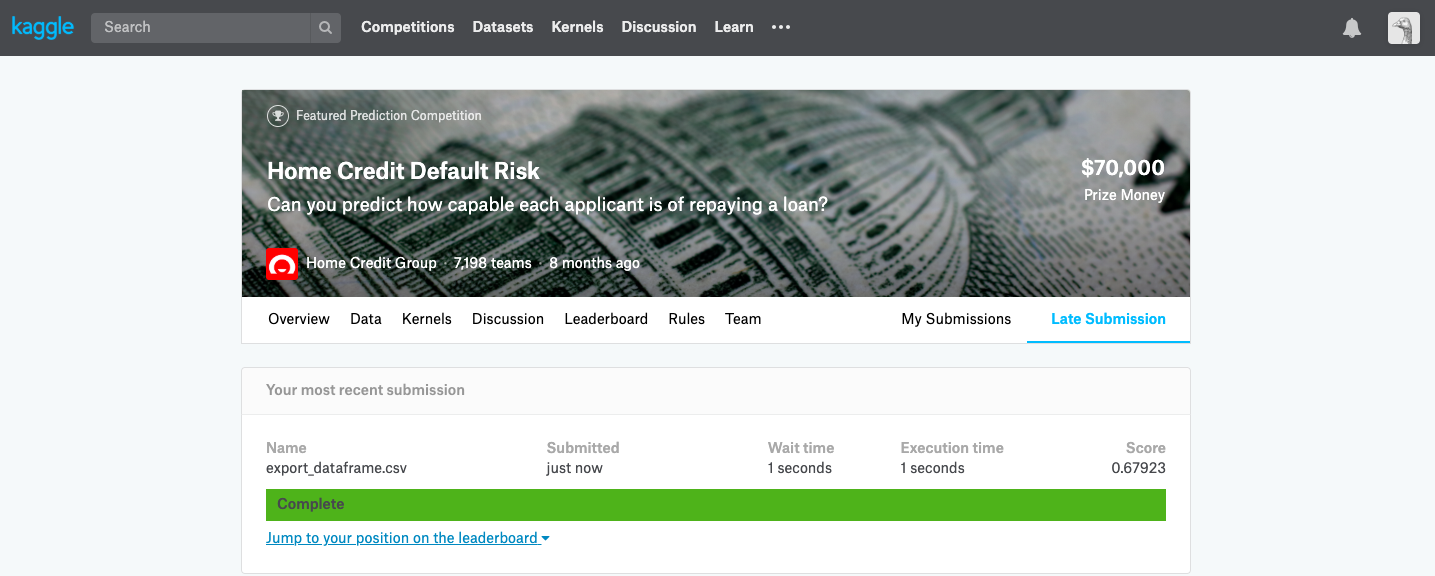 kaggle Search Competitions Datasets Kernels Discussion Learn •••
Featured Prediction Competition
Home Credit Default Risk
$70,000
Can you predict how capable each applicant is of repaying a loan?
Prize Money
Home Credit Group · 7,198 teams · 8 months ago
Overview Data Kernels Discussion Leaderboard Rules Team My Submissions Late Submission
Your most recent submission
Name Submitted Wait time Execution time Score
export_dataframe.csv just now 1 seconds 1 seconds 0.67923
Complete
Jump to your position on the leaderboard